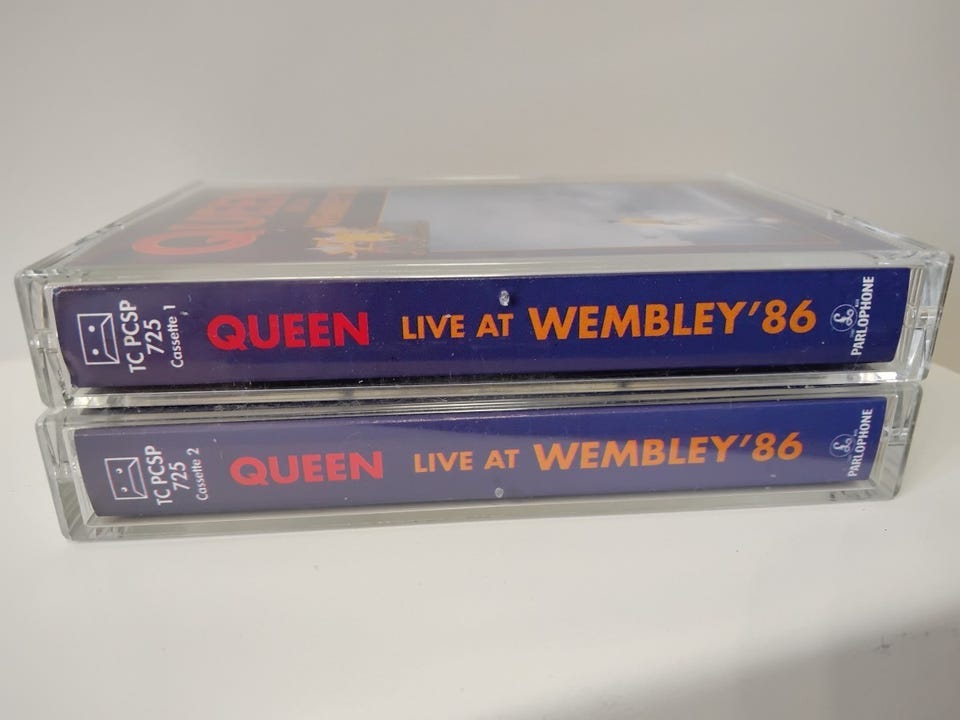 QUEEN
TC PCSP
725
Cassette 1
QUEEN LIVE AT WEMBLEY'86
£
PARLOPHONE
TC PCSP
725
Cassette 2
QUEEN LIVE AT WEMBLEY'86
£
PARLOPHONE